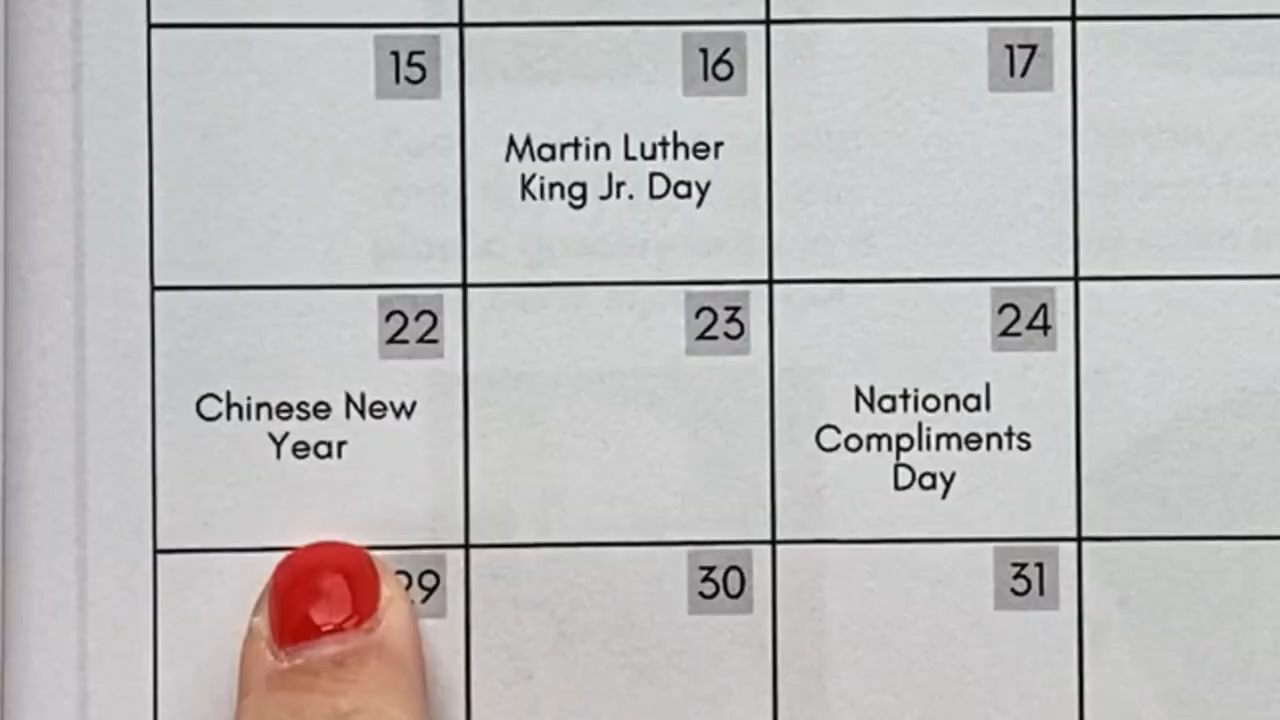 15 16 17
Martin Luther
King Jr. Day
22 23 24
Chinese New
Year
National
Compliments
Day
29 30 31